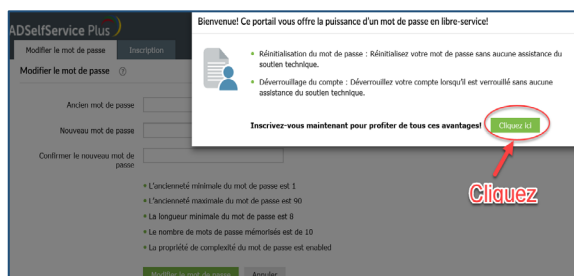 ADSelfService Plus
Modifier le mot de passe
Inscription
Modifier le mot de passe ?
Ancien mot de passe
Nouveau mot de passe
Confirmer le nouveau mot de
passe
• L'ancienneté minimale du mot de passe est 1
• L'ancienneté maximale du mot de passe est 90
• La longueur minimale du mot de passe est 8
• Le nombre de mots de passe mémorisés est de 10
• La propriété de complexité du mot de passe est enabled
Modifier le mot de passe
Annuler
Bienvenue! Ce portail vous offre la puissance d'un mot de passe en libre-service!
• Réinitialisation du mot de passe : Réinitialisez votre mot de passe sans aucune assistance du
soutien technique.
• Déverrouillage du compte : Déverrouillez votre compte lorsqu'il est verrouillé sans aucune
assistance du soutien technique.
Inscrivez-vous maintenant pour profiter de tous ces avantages!
Cliquez ici
Cliquez